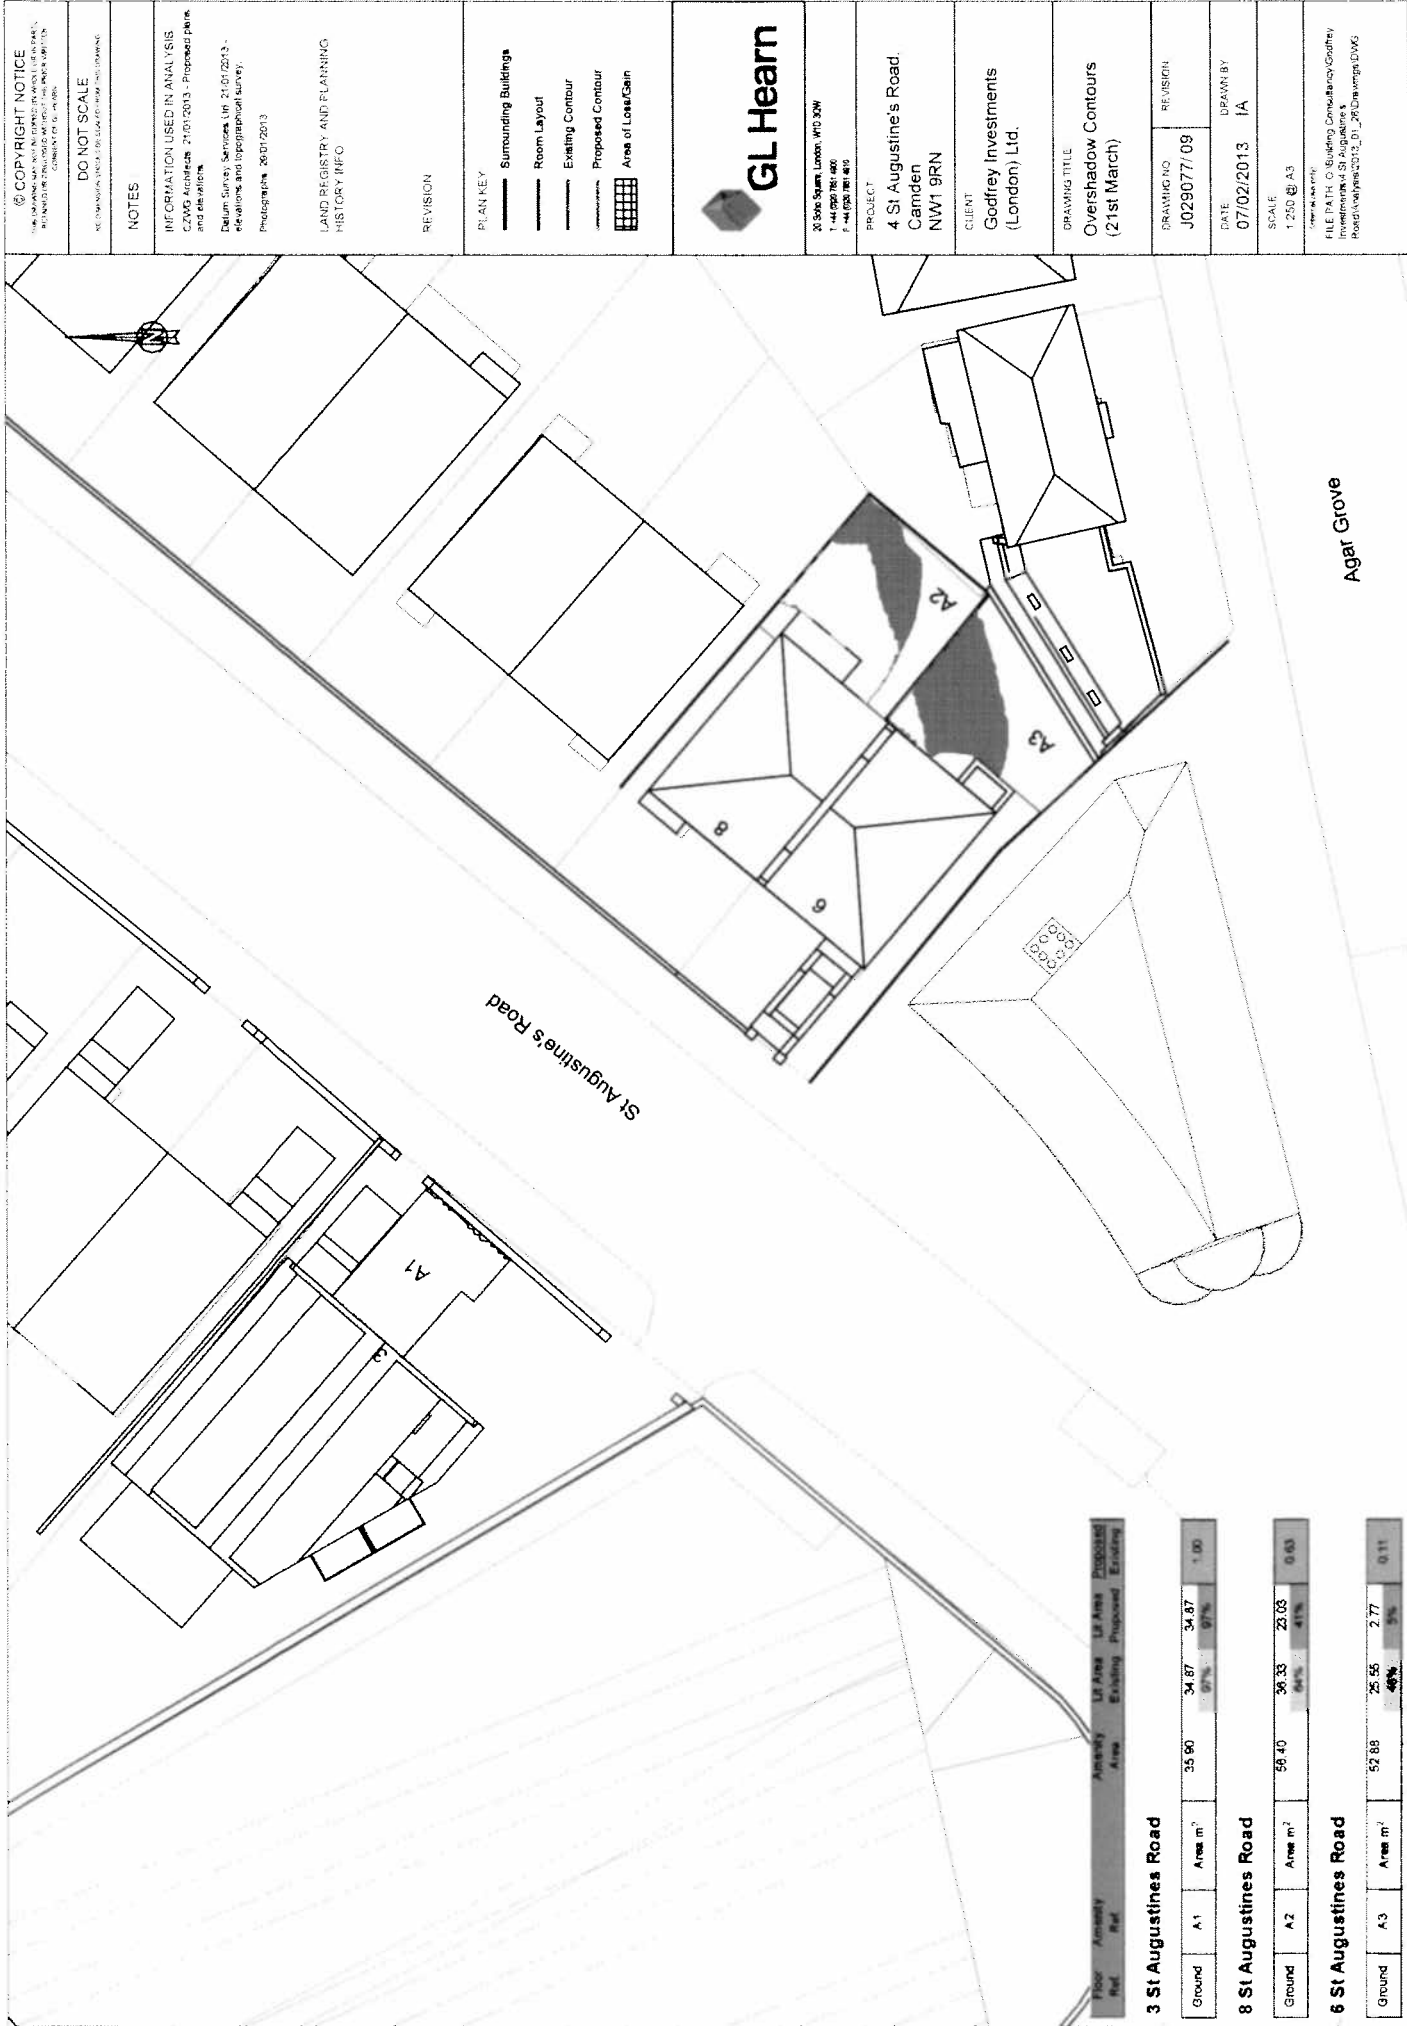 © COPYRIGHT NOTICE
DO NOT SCALE
NOTES
INFORMATION USED IN ANALYSIS
CZWG Architects 21/01/2013 - Proposed plans
and elevations
Datum Survey Services Ltd 21/01/2013 -
elevations and topographical survey.
Photographs 29/01/2013
LAND REGISTRY AND PLANNING
HISTORY INFO
REVISION
PLAN KEY
Surrounding Buildings
Room Layout
Existing Contour
Proposed Contour
Area of Loss/Gain
GL Hearn
20 Soho Square, London, W1D 3QW
PROJECT
4 St Augustine's Road.
Camden
NW1 9RN
CLIENT
Godfrey Investments
(London) Ltd.
DRAWING TITLE
Overshadow Contours
(21st March)
DRAWING NO
REVISION
J029077/ 09
DATE
DRAWN BY
07/02/2013
IA
SCALE
1:250 @ A3
N
St Augustine's Road
Agar Grove
A1
3
8
6
A2
A3
Floor Amenity Amenity Lit Area Lit Area Proposed
Ref. Ref. Area Existing Proposed Existing
3 St Augustines Road
Ground A1 Area m² 35.90 34.87 34.87 1.00
97% 97%
8 St Augustines Road
Ground A2 Area m² 56.40 36.33 23.03 0.63
64% 41%
6 St Augustines Road
Ground A3 Area m² 52.88 25.55 2.77 0.11
48% 5%